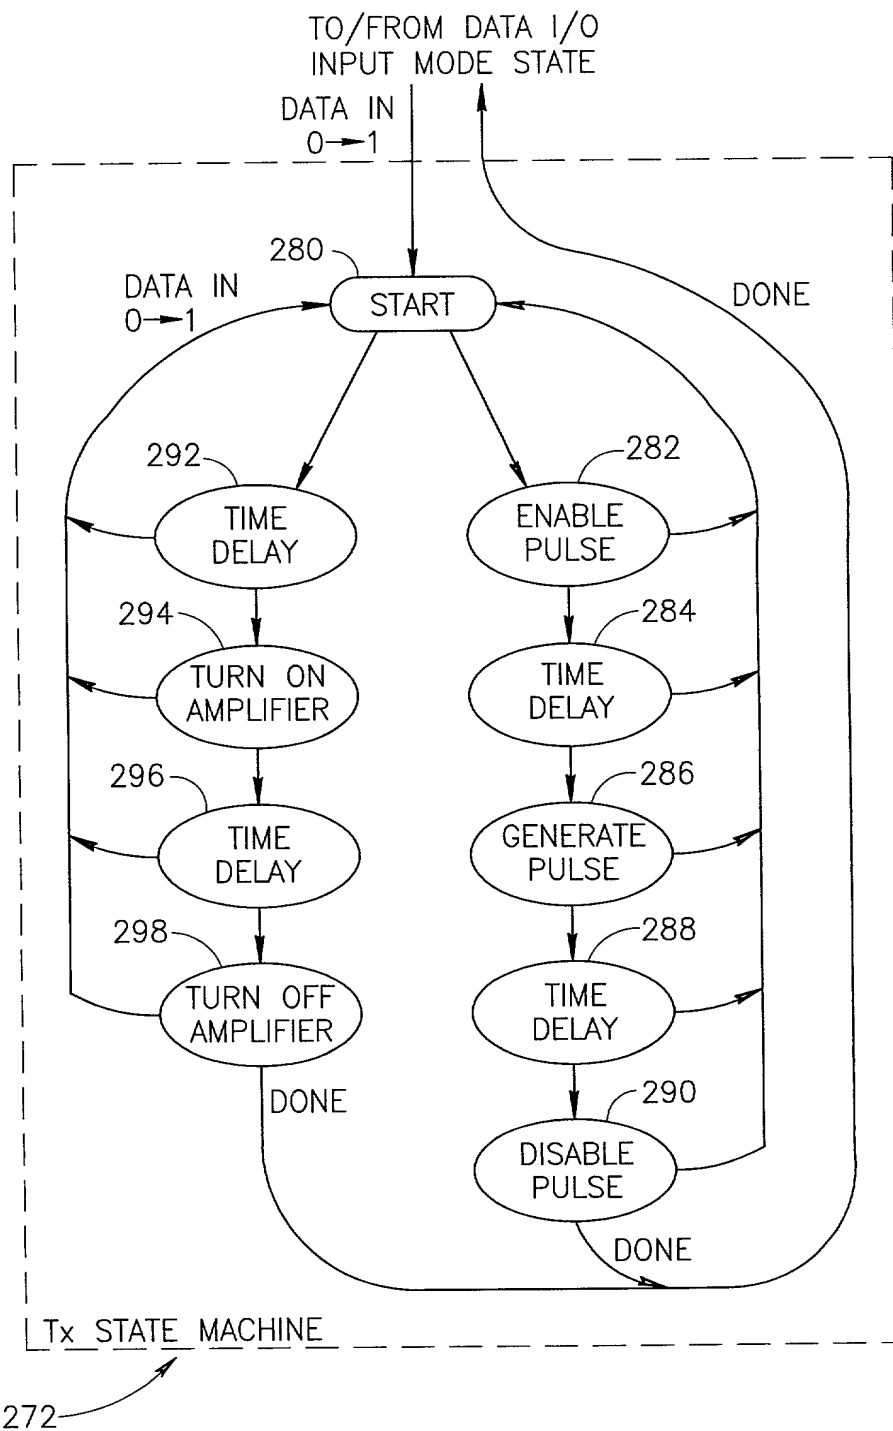 TO/FROM DATA I/O
INPUT MODE STATE
DATA IN
0→1
280
START
DATA IN
0→1
DONE
292
TIME
DELAY
282
ENABLE
PULSE
294
TURN ON
AMPLIFIER
284
TIME
DELAY
296
TIME
DELAY
286
GENERATE
PULSE
298
TURN OFF
AMPLIFIER
288
TIME
DELAY
DONE
290
DISABLE
PULSE
DONE
Tx STATE MACHINE
272